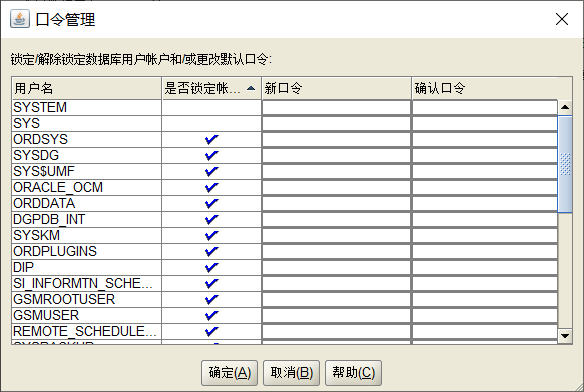 口令管理
锁定/解除锁定数据库用户帐户和/或更改默认口令:
用户名 是否锁定帐... 新口令 确认口令
SYSTEM
SYS
ORDSYS
SYSDG
SYS$UMF
ORACLE_OCM
ORDDATA
DGPDB_INT
SYSKM
ORDPLUGINS
DIP
SI_INFORMTN_SCHE...
GSMROOTUSER
GSMUSER
REMOTE_SCHEDULE...
确定(A) 取消(B) 帮助(C)